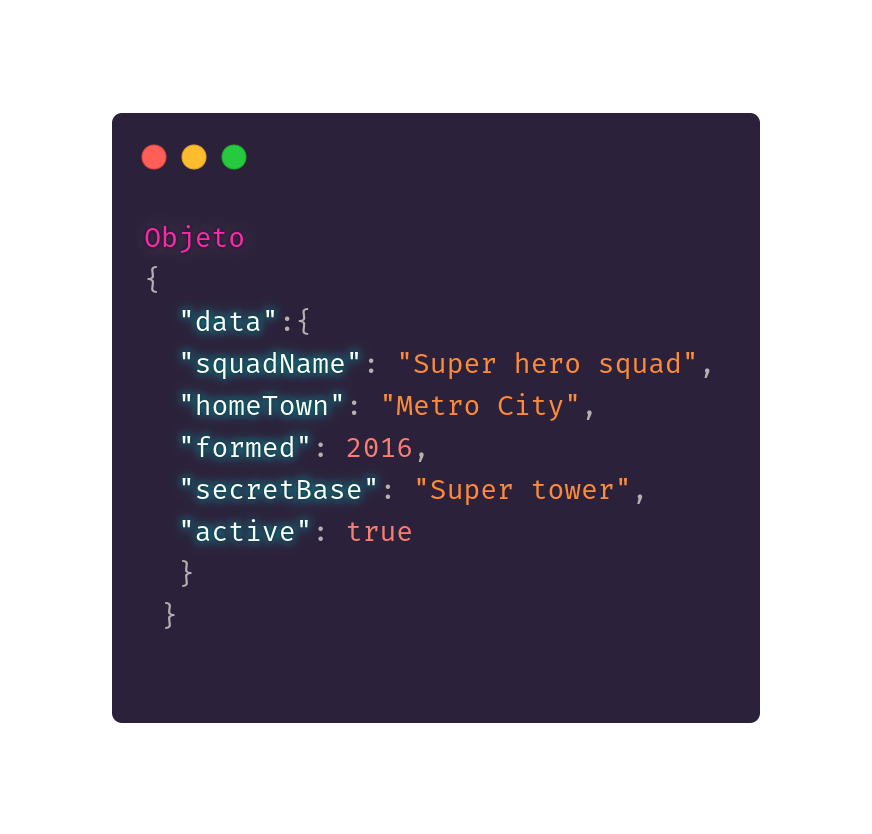 Objeto
{
  "data":{
  "squadName": "Super hero squad",
  "homeTown": "Metro City",
  "formed": 2016,
  "secretBase": "Super tower",
  "active": true
  }
 }